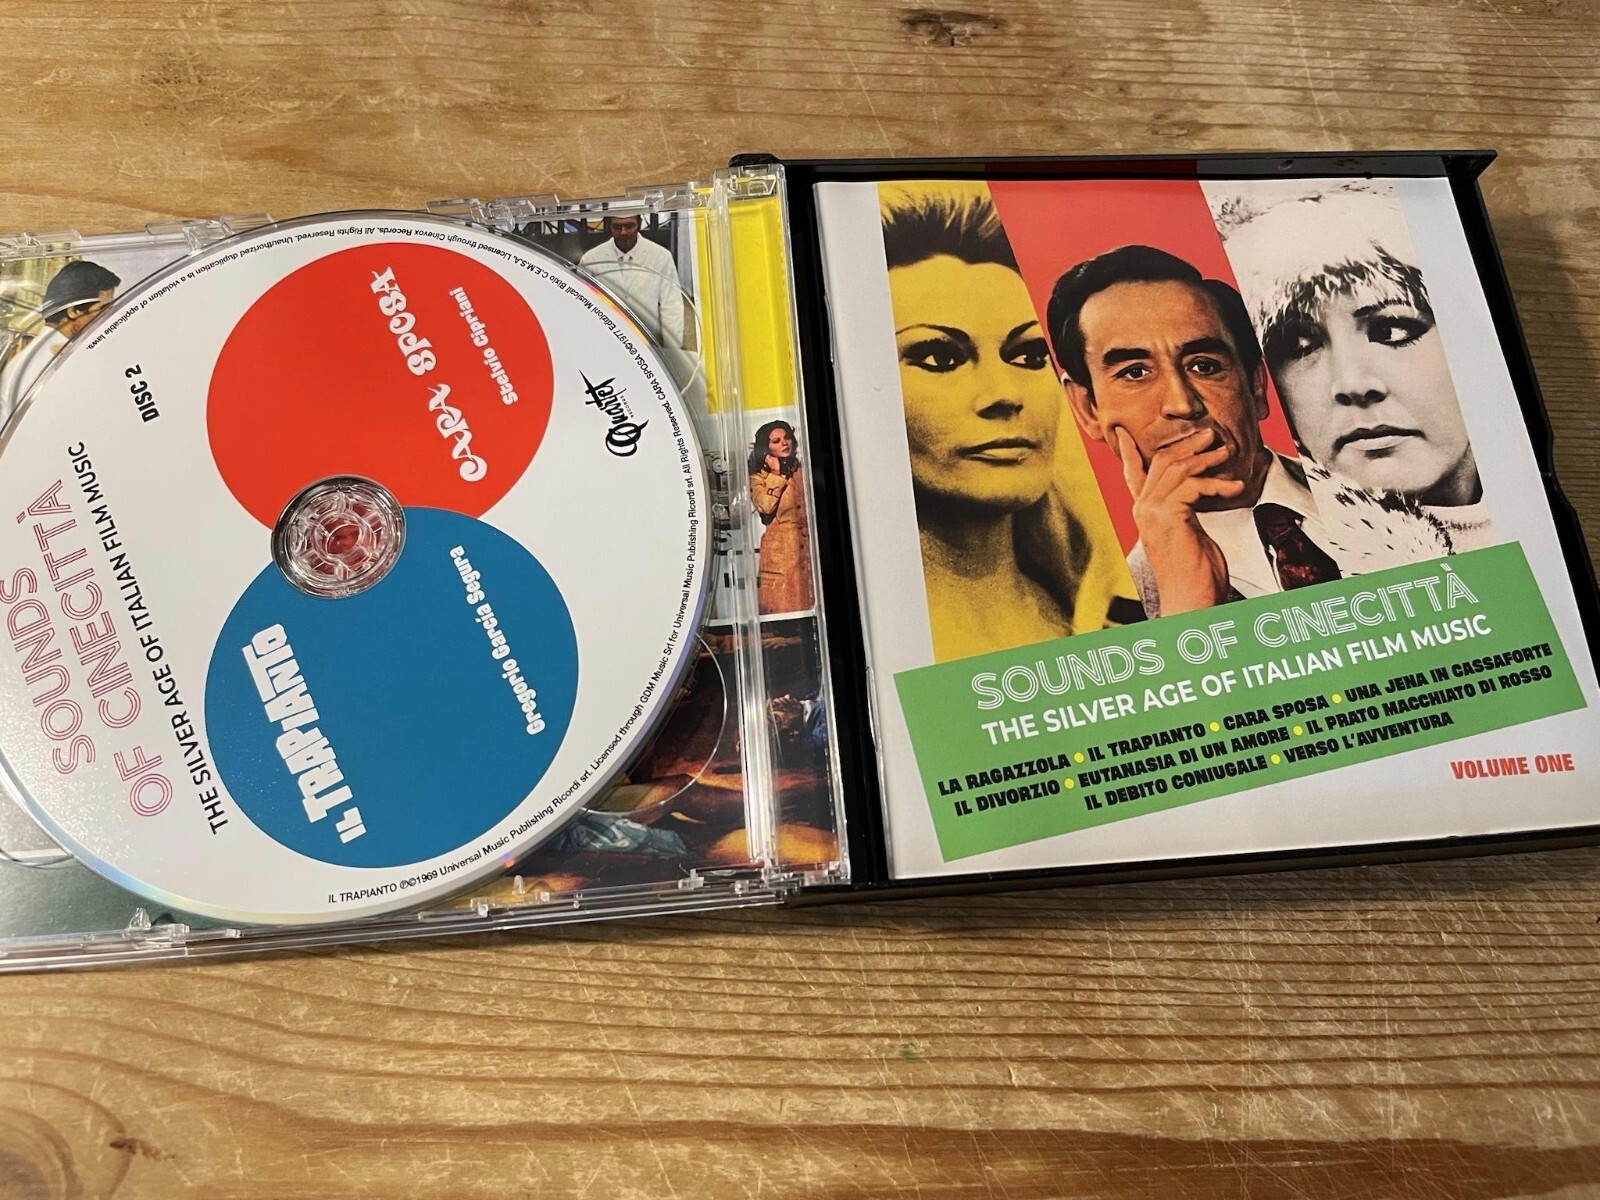 SOUNDS
OF CINECITTÀ
THE SILVER AGE OF ITALIAN FILM MUSIC
DISC 2
CARA SPOSA
Stelvio Cipriani
IL TRAPIANTO
Gregorio García Segura
Quartet
RECORDS
IL TRAPIANTO ℗©1969 Universal Music Publishing Ricordi srl. Licensed through GDM Music Srl for Universal Music Publishing Ricordi srl. All Rights Reserved. CARA SPOSA ℗©1977 Edizioni Musicali Bixio C.E.M.S.A. Licensed through Cinevox Records. All Rights Reserved. Unauthorized duplication is a violation of applicable laws.
SOUNDS OF CINECITTÀ
THE SILVER AGE OF ITALIAN FILM MUSIC
LA RAGAZZOLA • IL TRAPIANTO • CARA SPOSA • UNA JENA IN CASSAFORTE
IL DIVORZIO • EUTANASIA DI UN AMORE • IL PRATO MACCHIATO DI ROSSO
IL DEBITO CONIUGALE • VERSO L'AVVENTURA
VOLUME ONE